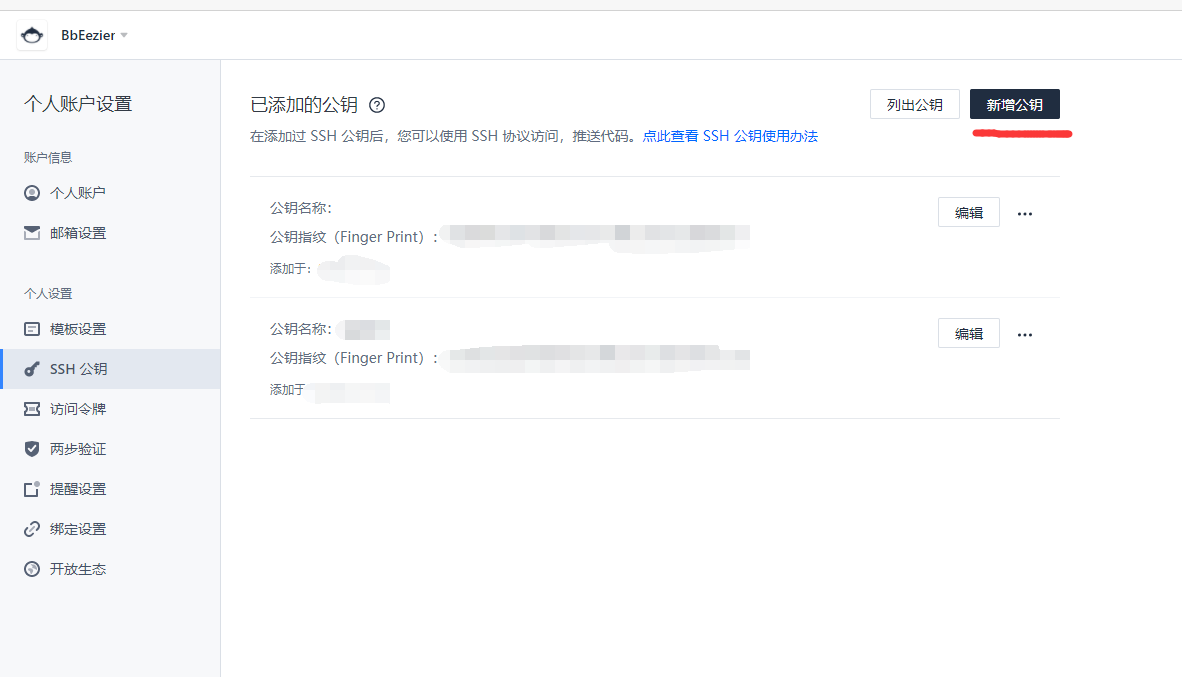 BbEezier
个人账户设置
账户信息
个人账户
邮箱设置
个人设置
模板设置
SSH 公钥
访问令牌
两步验证
提醒设置
绑定设置
开放生态
已添加的公钥
列出公钥
新增公钥
在添加过 SSH 公钥后，您可以使用 SSH 协议访问，推送代码。点此查看 SSH 公钥使用办法
公钥名称：
编辑
公钥指纹（Finger Print）：
添加于：
公钥名称：
编辑
公钥指纹（Finger Print）：
添加于